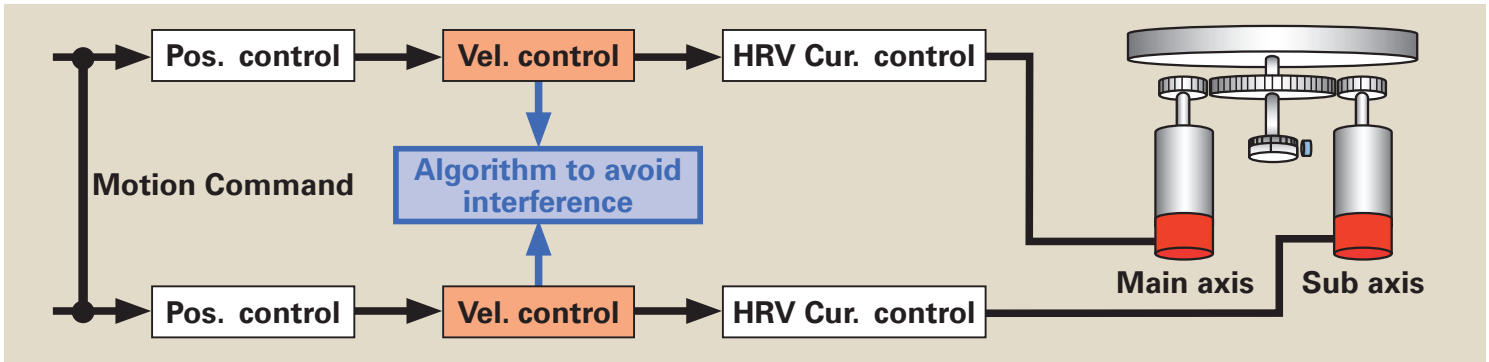 Pos. control
Vel. control
HRV Cur. control
Motion Command
Algorithm to avoid
interference
Main axis
Sub axis
Pos. control
Vel. control
HRV Cur. control